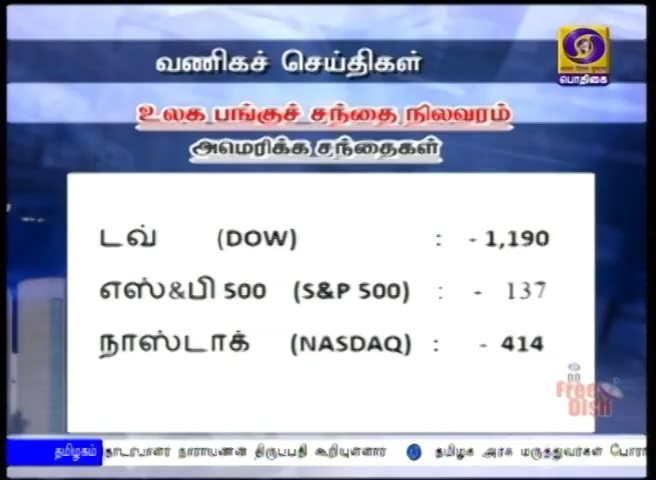 வணிகச் செய்திகள்
பொதிகை
உலக பங்குச் சந்தை நிலவரம்
அமெரிக்க சந்தைகள்
டவ் (DOW) : - 1,190
எஸ்&பி 500 (S&P 500) : - 137
நாஸ்டாக் (NASDAQ) : - 414
Free Dish
தமிழகம் நாராயணன் திருப்பதி கூறியுள்ளார் தமிழக அரசு மருத்துவர்கள் போரா